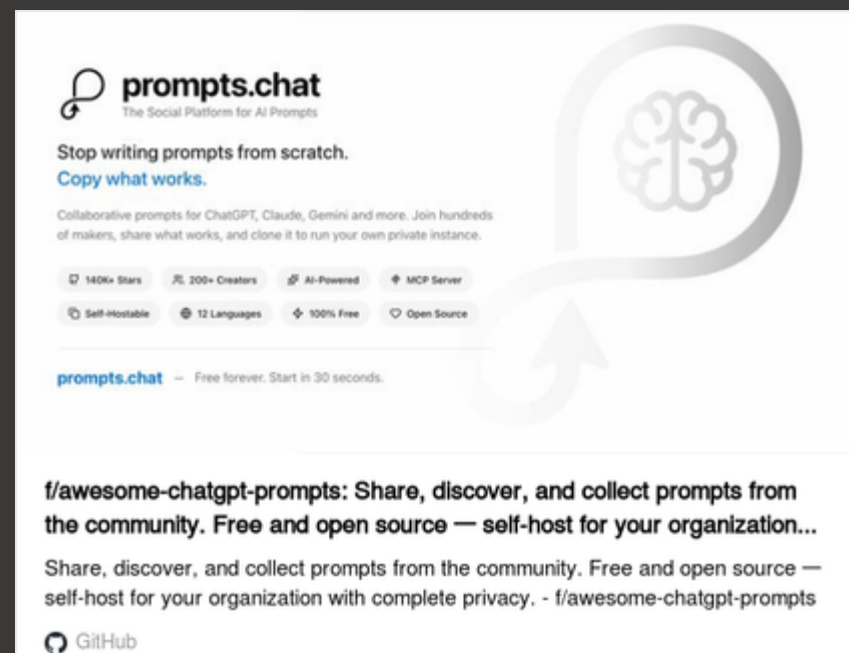 prompts.chat
The Social Platform for AI Prompts
Stop writing prompts from scratch.
Copy what works.
Collaborative prompts for ChatGPT, Claude, Gemini and more. Join hundreds
of makers, share what works, and clone it to run your own private instance.
140K+ Stars 200+ Creators AI-Powered MCP Server
Self-Hostable 12 Languages 100% Free Open Source
prompts.chat — Free forever. Start in 30 seconds.
f/awesome-chatgpt-prompts: Share, discover, and collect prompts from
the community. Free and open source — self-host for your organization...
Share, discover, and collect prompts from the community. Free and open source —
self-host for your organization with complete privacy. - f/awesome-chatgpt-prompts
GitHub